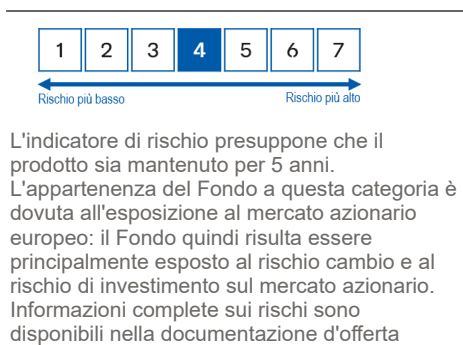 1 2 3 4 5 6 7
Rischio più basso Rischio più alto
L'indicatore di rischio presuppone che il
prodotto sia mantenuto per 5 anni.
L'appartenenza del Fondo a questa categoria è
dovuta all'esposizione al mercato azionario
europeo: il Fondo quindi risulta essere
principalmente esposto al rischio cambio e al
rischio di investimento sul mercato azionario.
Informazioni complete sui rischi sono
disponibili nella documentazione d'offerta